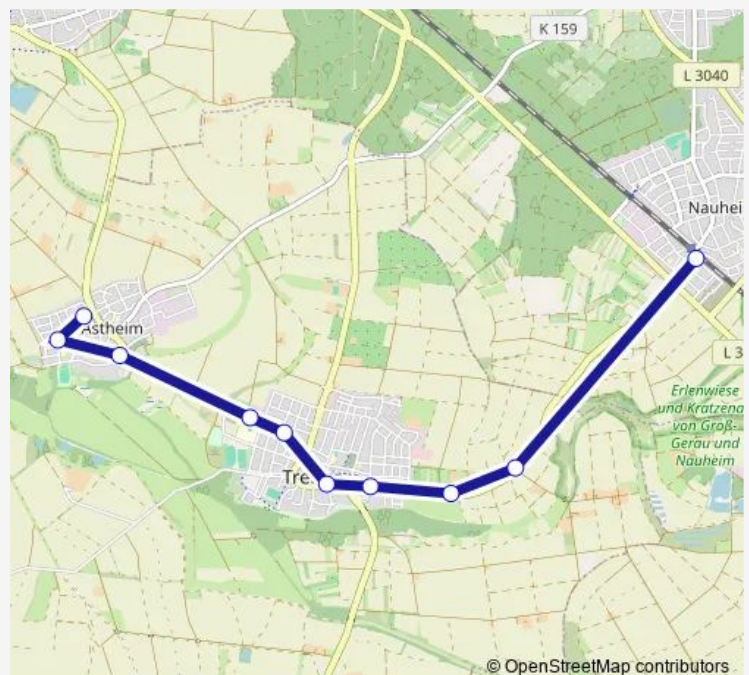 K 159
L 3040
Nauhei
Astheim
L 3
Erlenwiese
und Kratzena
von Groß-
Gerau und
Nauheim
Tre
© OpenStreetMap contributors